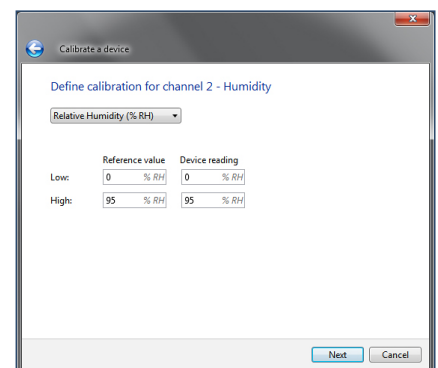 Calibrate a device
Define calibration for channel 2 - Humidity
Relative Humidity (% RH)
Reference value Device reading
Low: 0 % RH 0 % RH
High: 95 % RH 95 % RH
Next Cancel